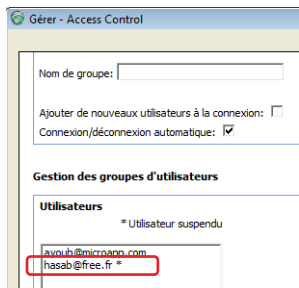 Gérer - Access Control
Nom de groupe:
Ajouter de nouveaux utilisateurs à la connexion:
Connexion/déconnexion automatique:
Gestion des groupes d'utilisateurs
Utilisateurs
* Utilisateur suspendu
ayoub@microapp.com
hasab@free.fr *